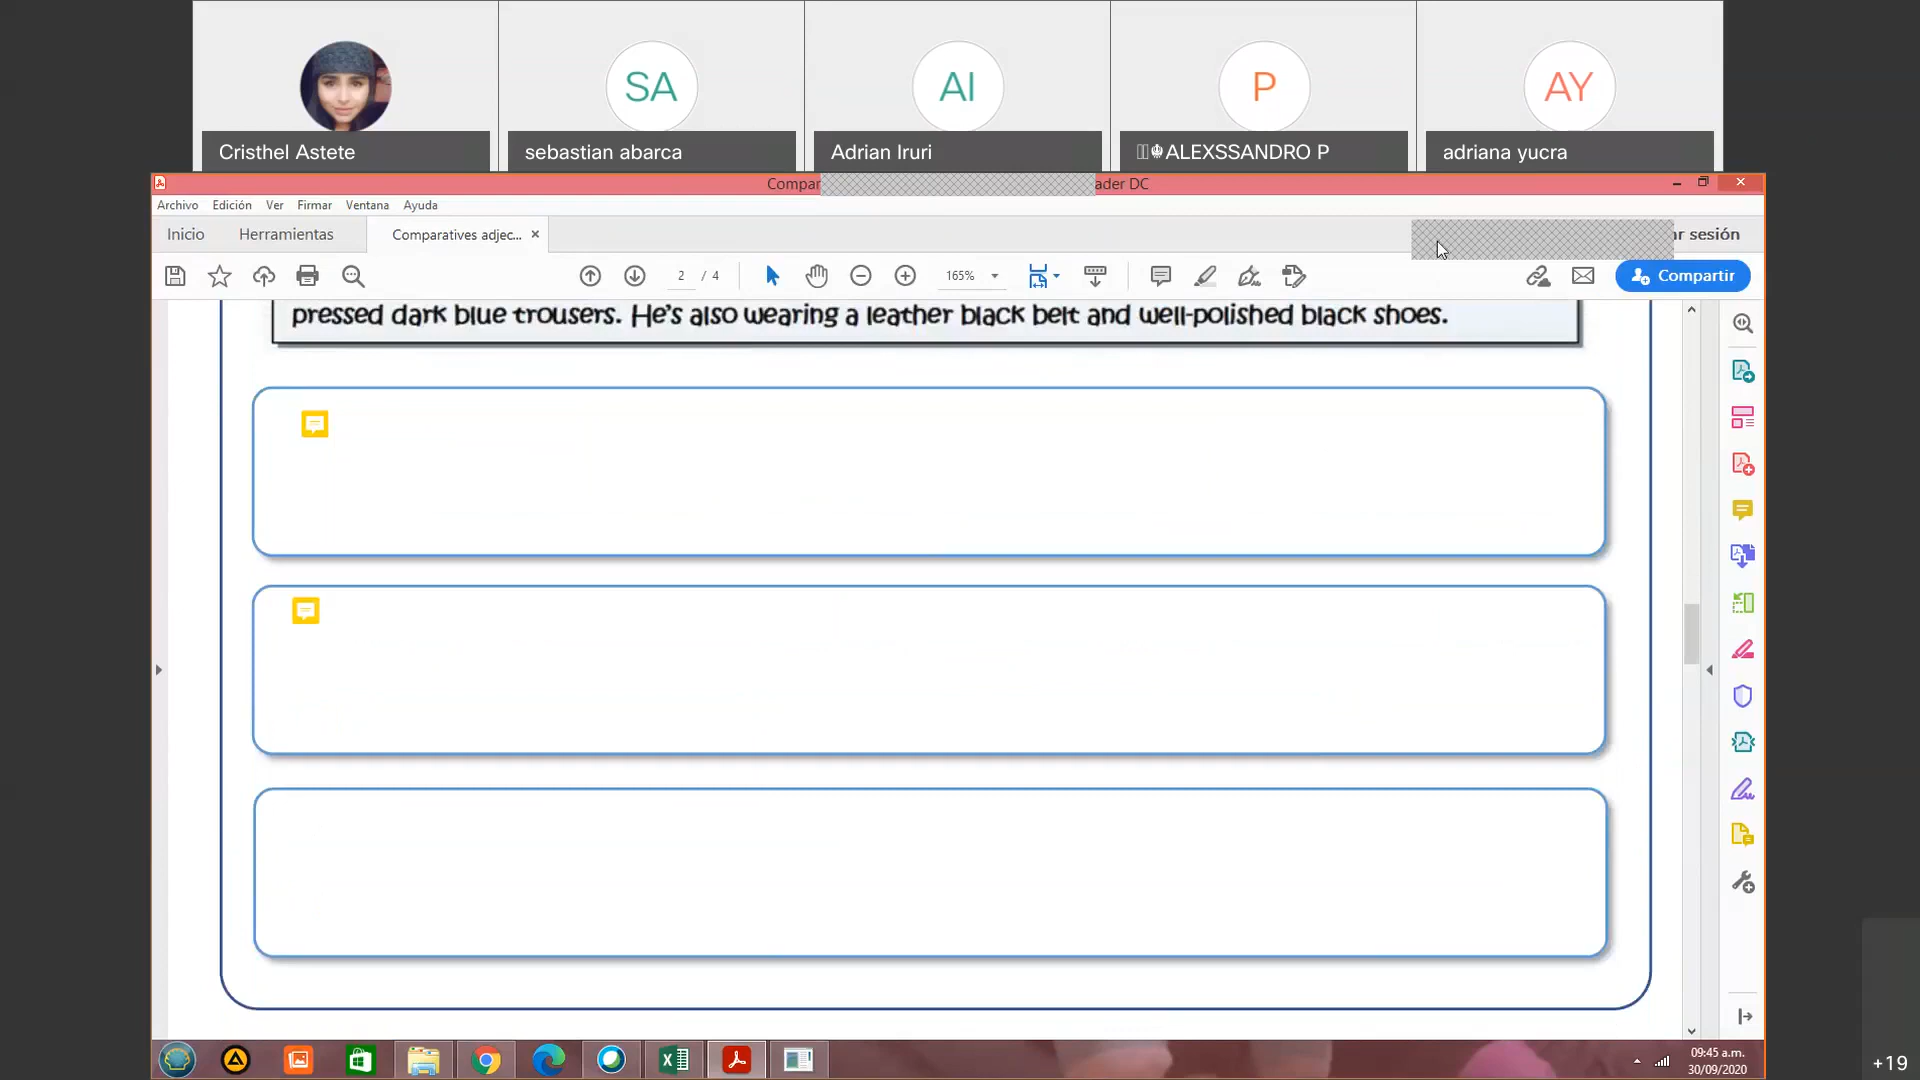 SA
AI
P
AY
Cristhel Astete
sebastian abarca
Adrian Iruri
ALEXSSANDRO P
adriana yucra
Compar
ader DC
Archivo Edición Ver Firmar Ventana Ayuda
Inicio Herramientas Comparatives adjec...
r sesión
2 / 4
165%
Compartir
pressed dark blue trousers. He's also wearing a leather black belt and well-polished black shoes.
09:45 a.m.
30/09/2020
+19